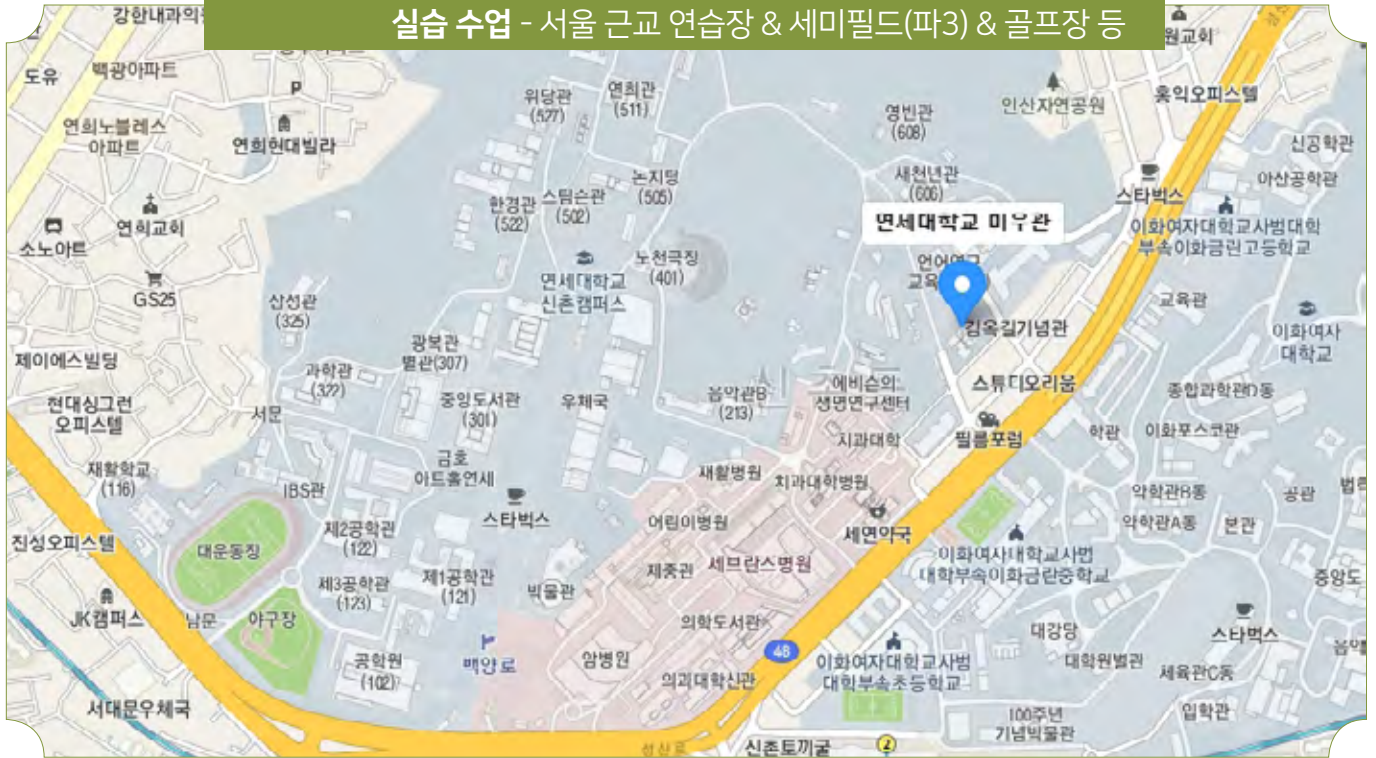 실습 수업 - 서울 근교 연습장 & 세미필드(파3) & 골프장 등
강한내과의
원교회
도유
백광아파트
P
위당관
(527)
연희관
(511)
영빈관
(608)
인산자연공원
홍익오피스텔
연희노블레스
아파트
연희현대빌라
신공학관
아산공학관
논지당
(505)
새천년관
(606)
스타벅스
한경관
(522)
스팀슨관
(502)
연희교회
소노아트
연세대학교 미우관
이화여자대학교사범대학
부속이화금란고등학교
노천극장
(401)
연세대학교
신촌캠퍼스
언어연구
교육
GS25
산성관
(325)
교육관
김옥길기념관
이화여자
대학교
광복관
별관(307)
제이에스빌딩
과학관
(322)
에비슨의
생명연구센터
스튜디오리움
종합과학관D동
음악관B
(213)
중앙도서관
(301)
우체국
현대싱그런
오피스텔
서문
치과대학
필름포럼
학관
이화포스코관
금호
아트홀연세
재활학교
(116)
재활병원
치과대학병원
IBS관
악학관B동
공관
법
스타벅스
어린이병원
세연약국
악학관A동
본관
제2공학관
(122)
진성오피스텔
대운동장
이화여자대학교사범
대학부속이화금란중학교
제중관
세브란스병원
제3공학관
(123)
제1공학관
(121)
박물관
중앙도
JK캠퍼스
남문
야구장
의학도서관
대강당
스타벅스
48
백양로
공학원
(102)
암병원
이화여자대학교사범
대학부속초등학교
대학원별관
체육관C동
음악
의과대학신관
서대문우체국
입학관
100주년
기념박물관
성산로
신촌토끼굴
2